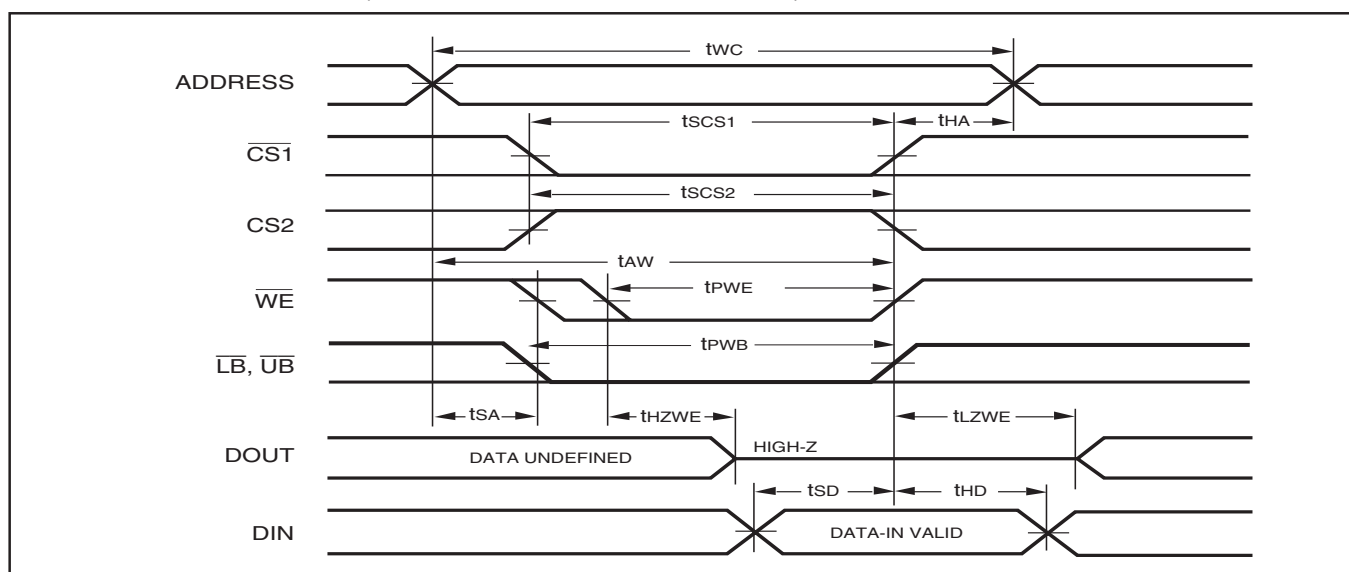 tWC
ADDRESS
tSCS1
tHA
CS1
tSCS2
CS2
tAW
WE
tPWE
LB, UB
tPWB
tSA
tHZWE
tLZWE
DOUT
DATA UNDEFINED
HIGH-Z
tSD
tHD
DIN
DATA-IN VALID